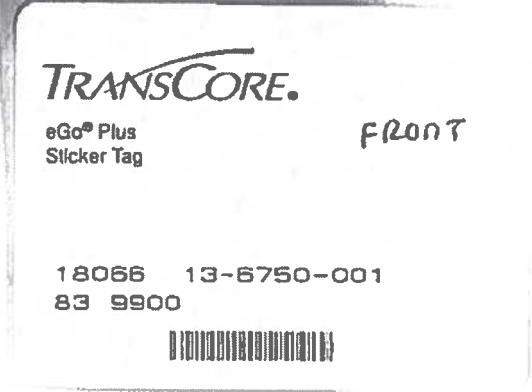 TRANSCORE.
eGo® Plus
Sticker Tag
FRONT
18066 13-6750-001
83 9900